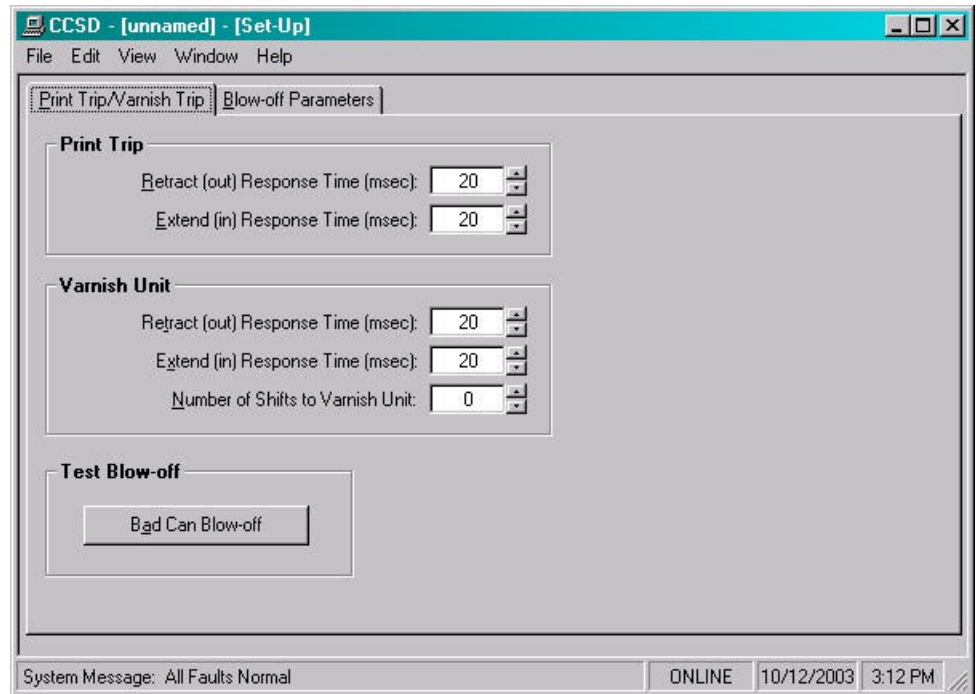 CCSD - [unnamed] - [Set-Up]
File Edit View Window Help
Print Trip/Varnish Trip Blow-off Parameters
Print Trip
Retract (out) Response Time (msec): 20
Extend (in) Response Time (msec): 20
Varnish Unit
Retract (out) Response Time (msec): 20
Extend (in) Response Time (msec): 20
Number of Shifts to Varnish Unit: 0
Test Blow-off
Bad Can Blow-off
System Message: All Faults Normal ONLINE 10/12/2003 3:12 PM